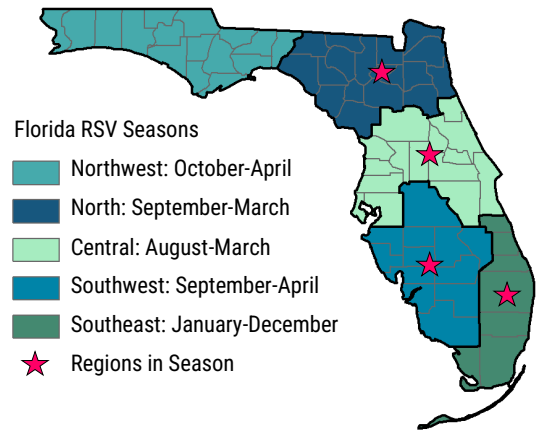 Florida RSV Seasons
Northwest: October-April
North: September-March
Central: August-March
Southwest: September-April
Southeast: January-December
Regions in Season